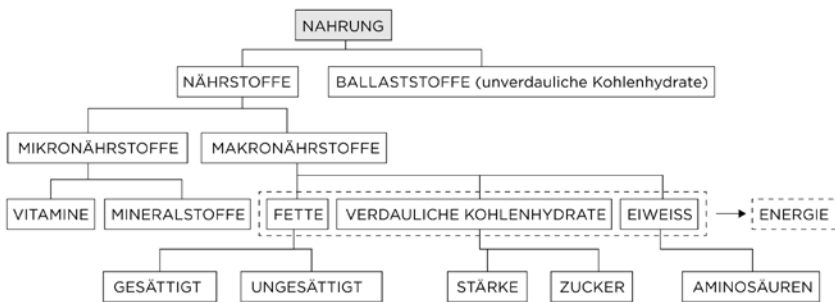 NAHRUNG
NÄHRSTOFFE
BALLASTSTOFFE (unverdauliche Kohlenhydrate)
MIKRONÄHRSTOFFE
MAKRONÄHRSTOFFE
VITAMINE
MINERALSTOFFE
FETTE
VERDAULICHE KOHLENHYDRATE
EIWEISS
ENERGIE
GESÄTTIGT
UNGESÄTTIGT
STÄRKE
ZUCKER
AMINOSÄUREN